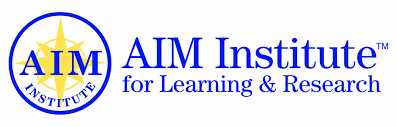 AIM
INSTITUTE
AIM Institute™
for Learning & Research